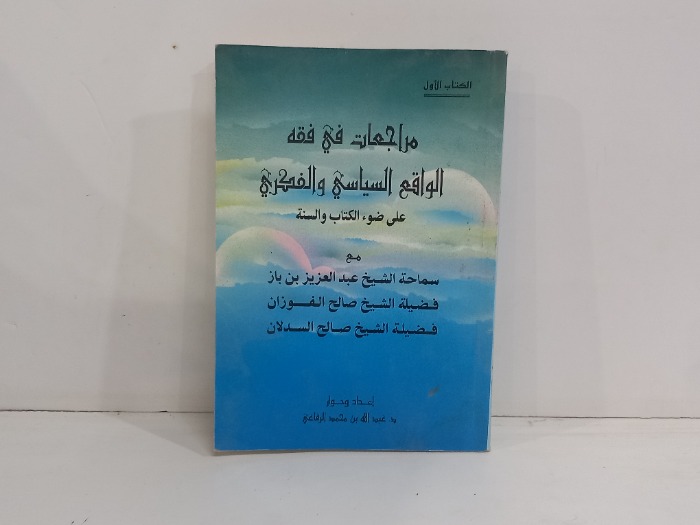 الكتاب الأول
مراجعات في فقه
الواقع السياسي والفكري
على ضوء الكتاب والسنة
مع
سماحة الشيخ عبد العزيز بن باز
فضيلة الشيخ صالح الفوزان
فضيلة الشيخ صالح السدلان
إعداد وحوار
د. عبد الله بن محمد الرفاعي